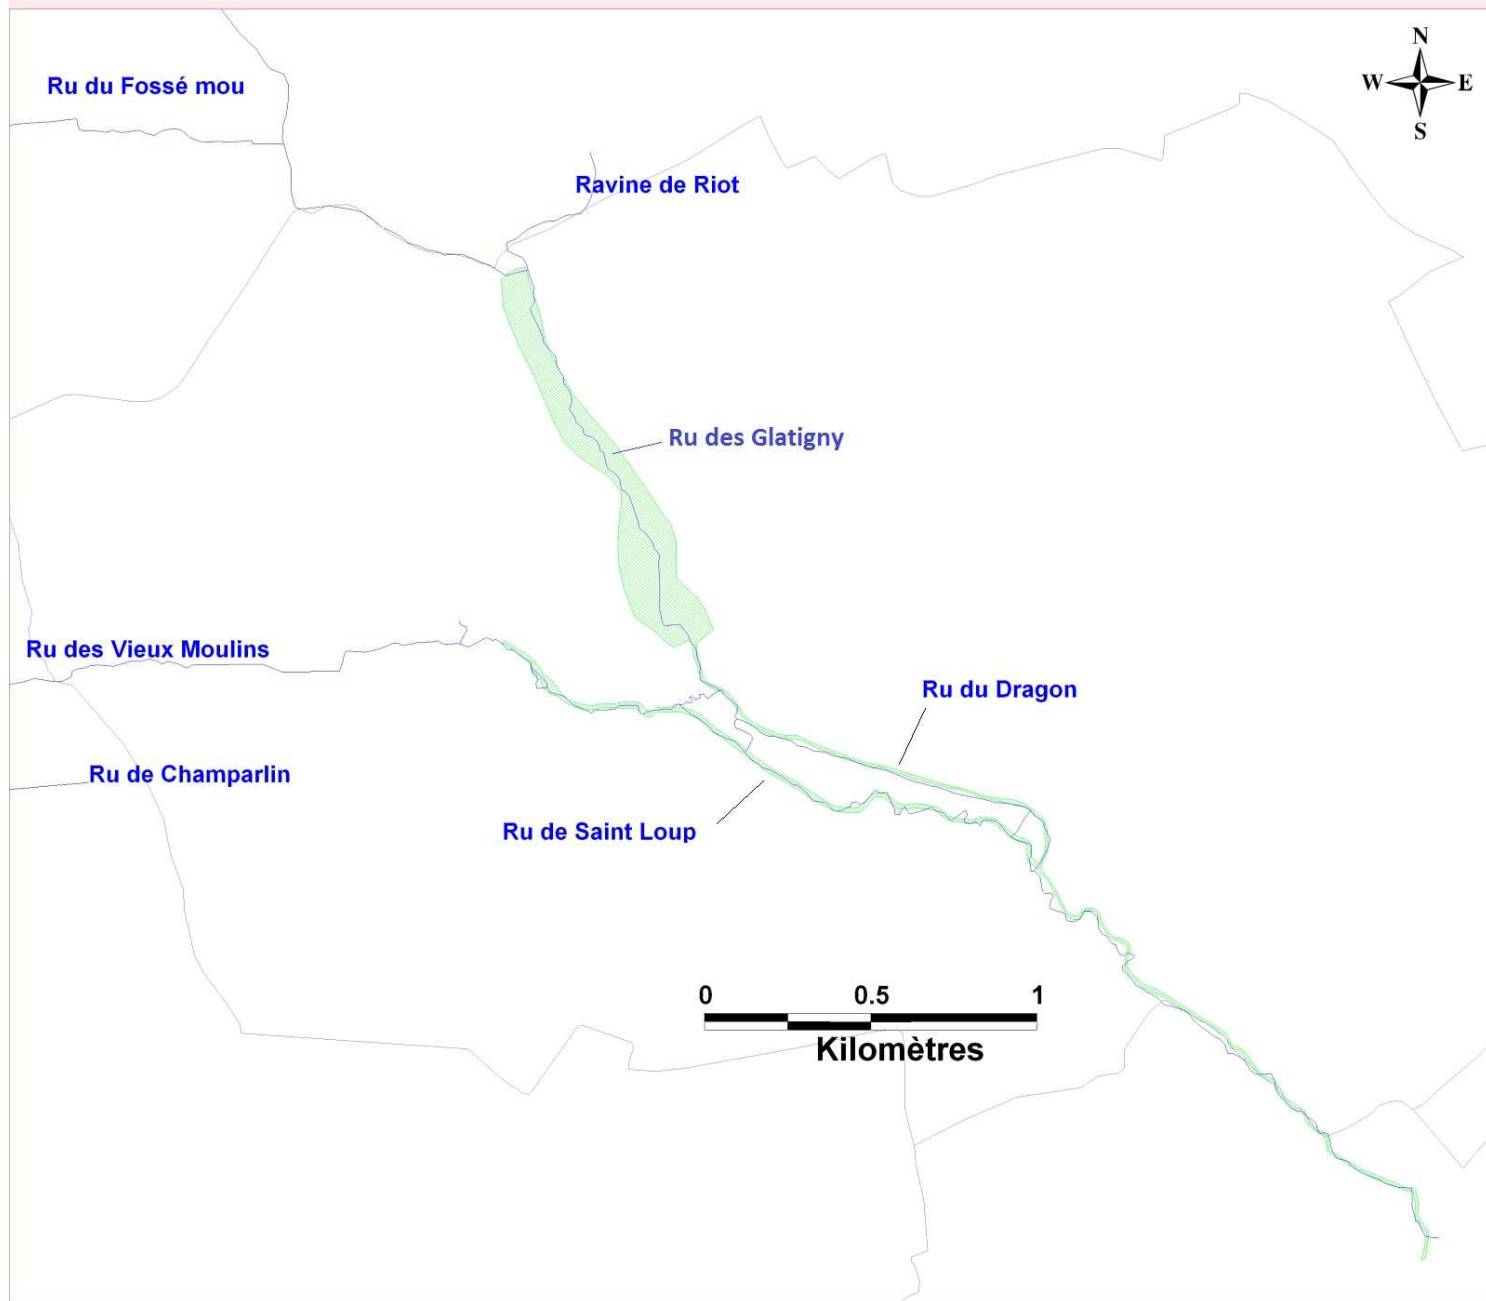 N
Ru du Fossé mou
W E
S
Ravine de Riot
Ru des Glatigny
Ru des Vieux Moulins
Ru du Dragon
Ru de Champarlin
Ru de Saint Loup
0 0.5 1
Kilomètres